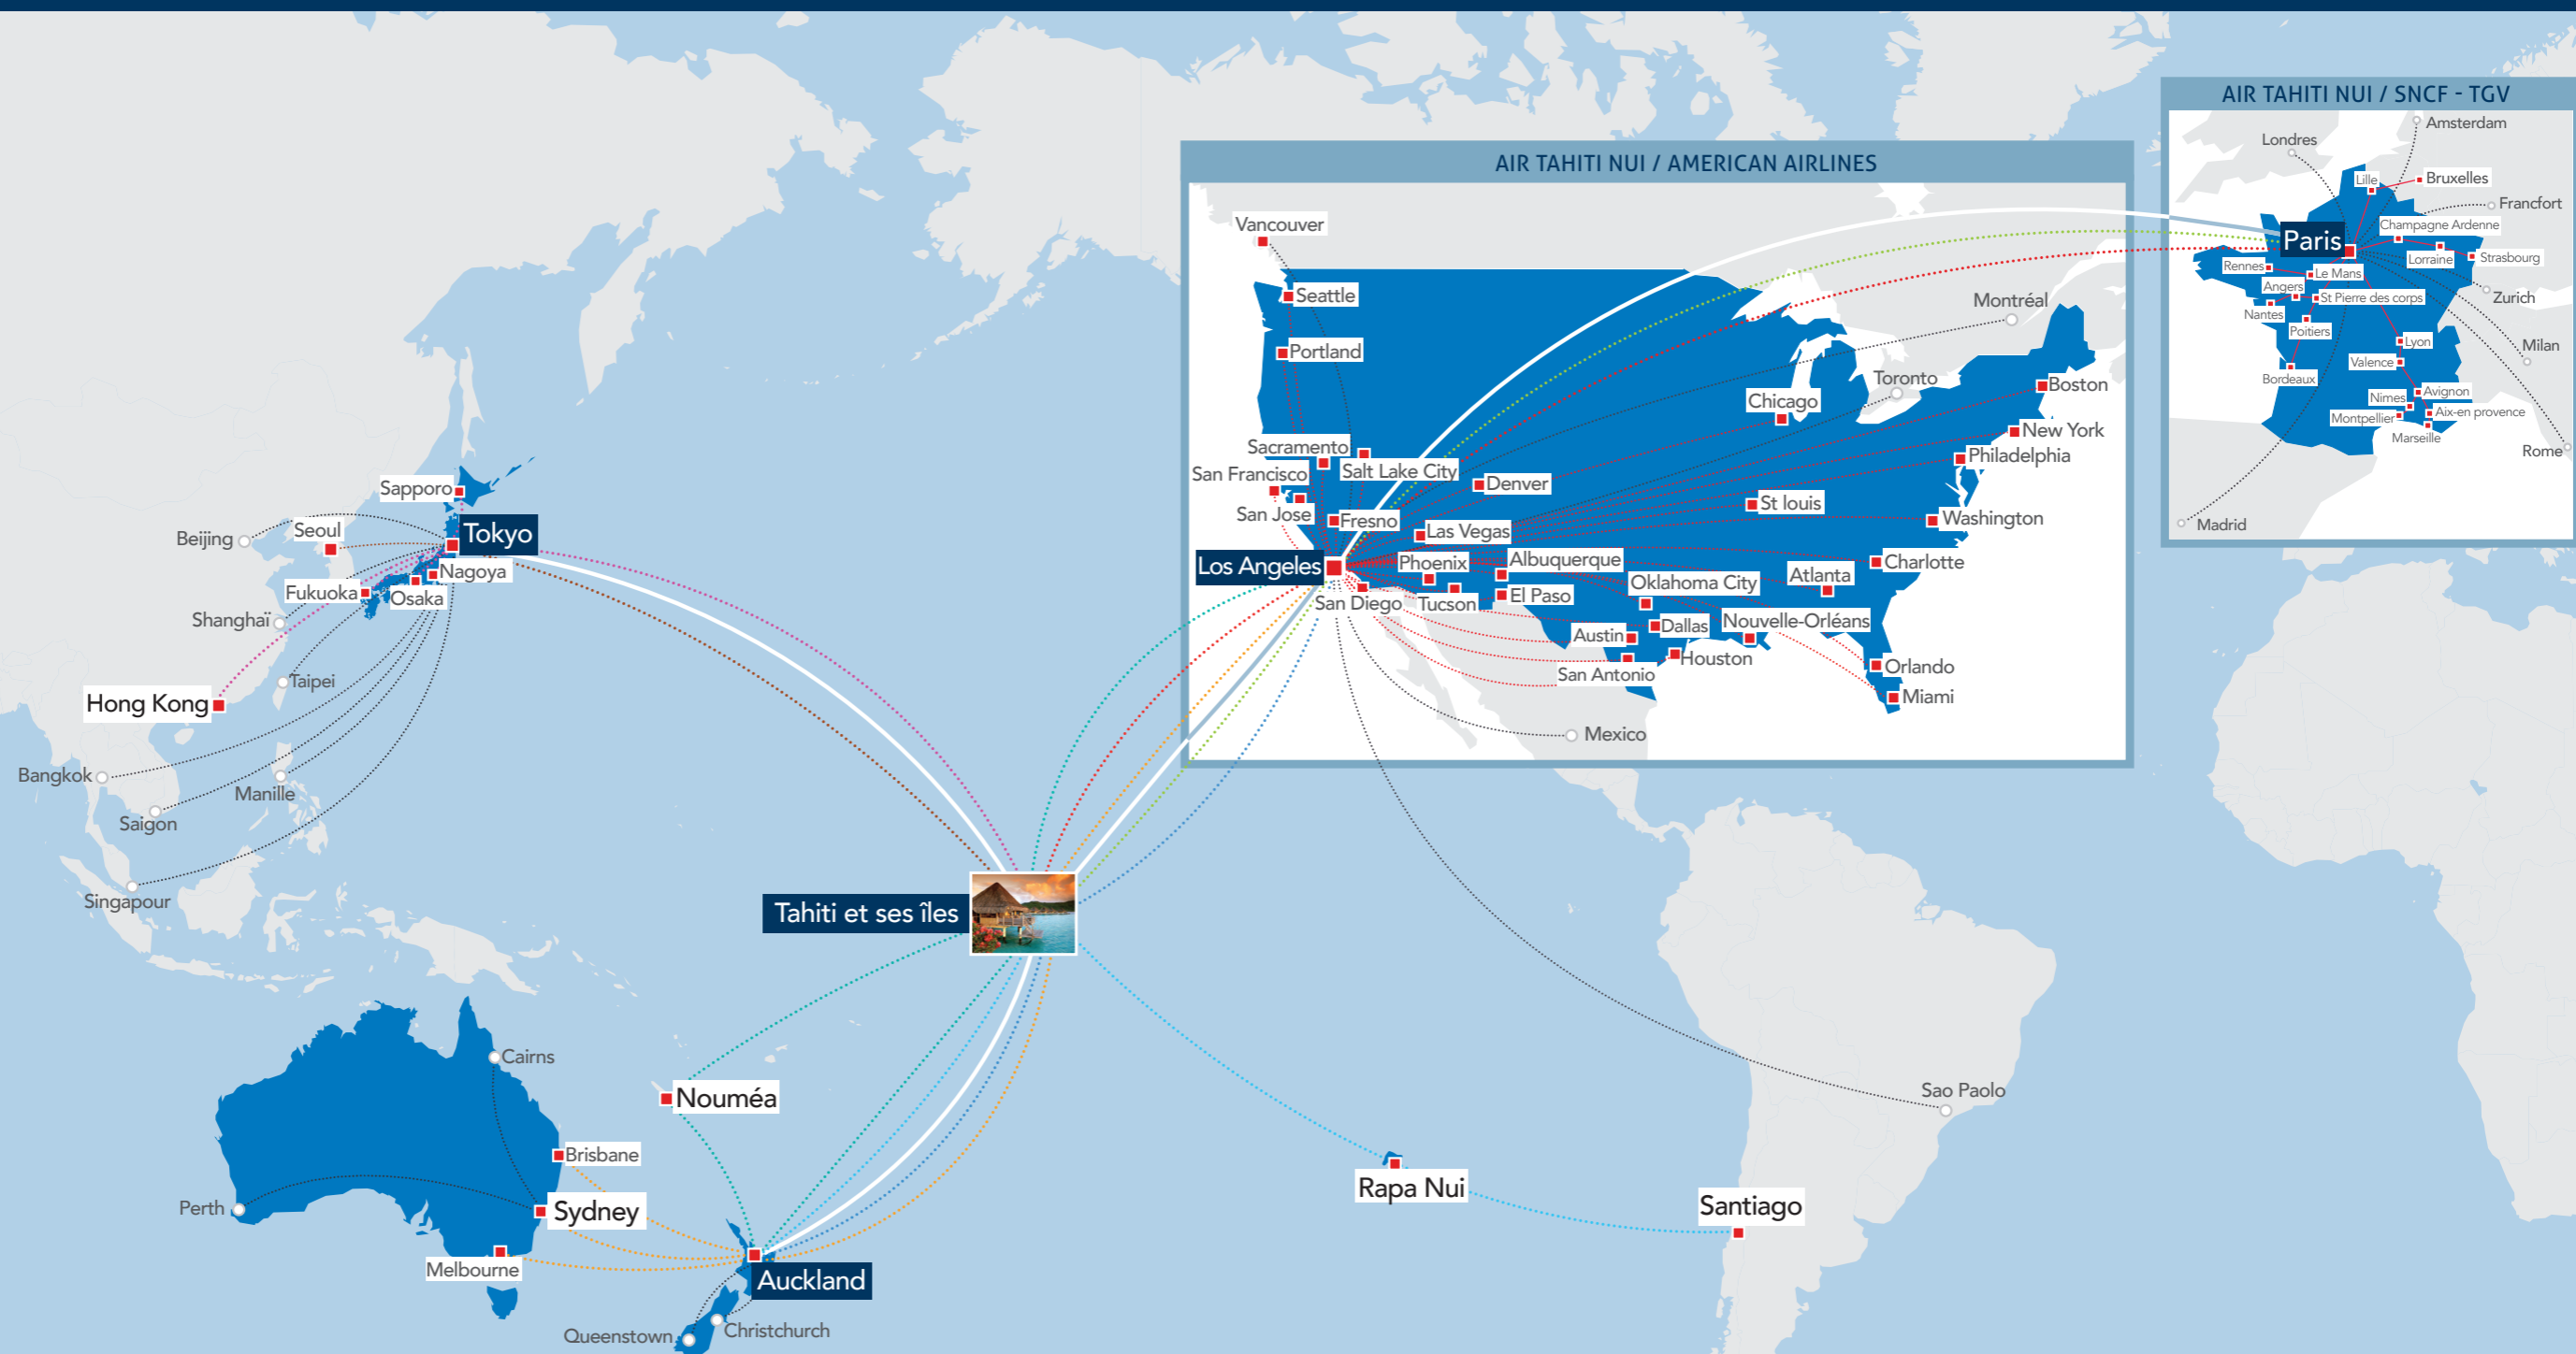 AIR TAHITI NUI / SNCF - TGV
Amsterdam
Londres
Lille
Bruxelles
Francfort
Champagne Ardenne
Paris
Lorraine
Strasbourg
Rennes
Le Mans
Angers
St Pierre des corps
Zurich
Nantes
Poitiers
Lyon
Milan
Valence
Bordeaux
Avignon
Nimes
Aix-en provence
Montpellier
Marseille
Rome
Madrid
AIR TAHITI NUI / AMERICAN AIRLINES
Vancouver
Seattle
Montréal
Portland
Toronto
Boston
Chicago
New York
Sacramento
Philadelphia
San Francisco
Salt Lake City
Denver
St louis
San Jose
Fresno
Washington
Las Vegas
Los Angeles
Phoenix
Albuquerque
Charlotte
Oklahoma City
Atlanta
San Diego
Tucson
El Paso
Nouvelle-Orléans
Austin
Dallas
Houston
Orlando
San Antonio
Miami
Mexico
Sapporo
Tokyo
Seoul
Beijing
Nagoya
Fukuoka
Osaka
Shanghaï
Taipei
Hong Kong
Bangkok
Manille
Saigon
Singapour
Tahiti et ses îles
Cairns
Nouméa
Sao Paolo
Brisbane
Rapa Nui
Perth
Sydney
Santiago
Melbourne
Auckland
Queenstown
Christchurch